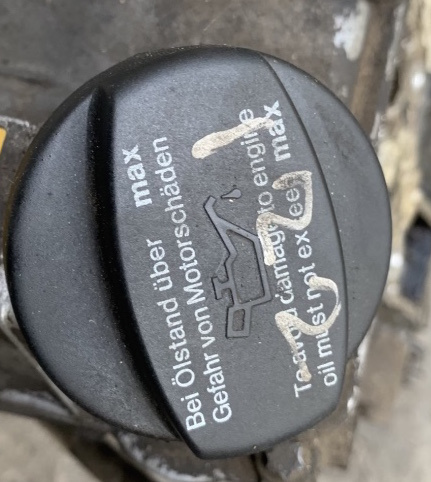 Bei Ölstand über max
Gefahr von Motorschäden
To avoid damage to engine
oil must not exceed max